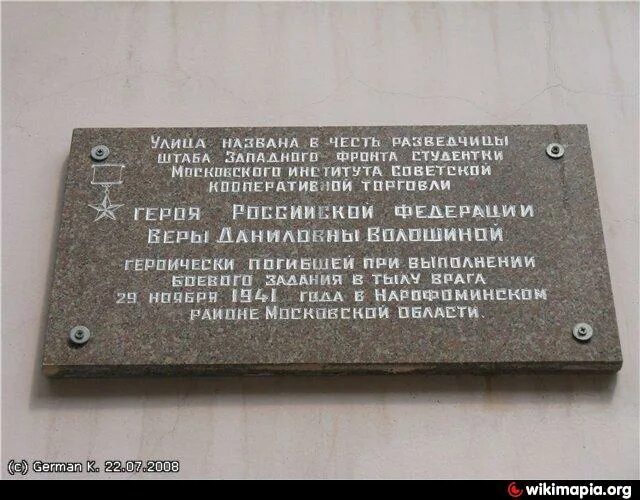 Улица названа в честь разведчицы
штаба Западного фронта студентки
Московского института советской
кооперативной торговли
героя Российской Федерации
Веры Даниловны Волошиной
героически погибшей при выполнении
боевого задания в тылу врага
29 ноября 1941 года в Нарофоминском
районе Московской области.
(c) German K. 22.07.2008
wikimapia.org